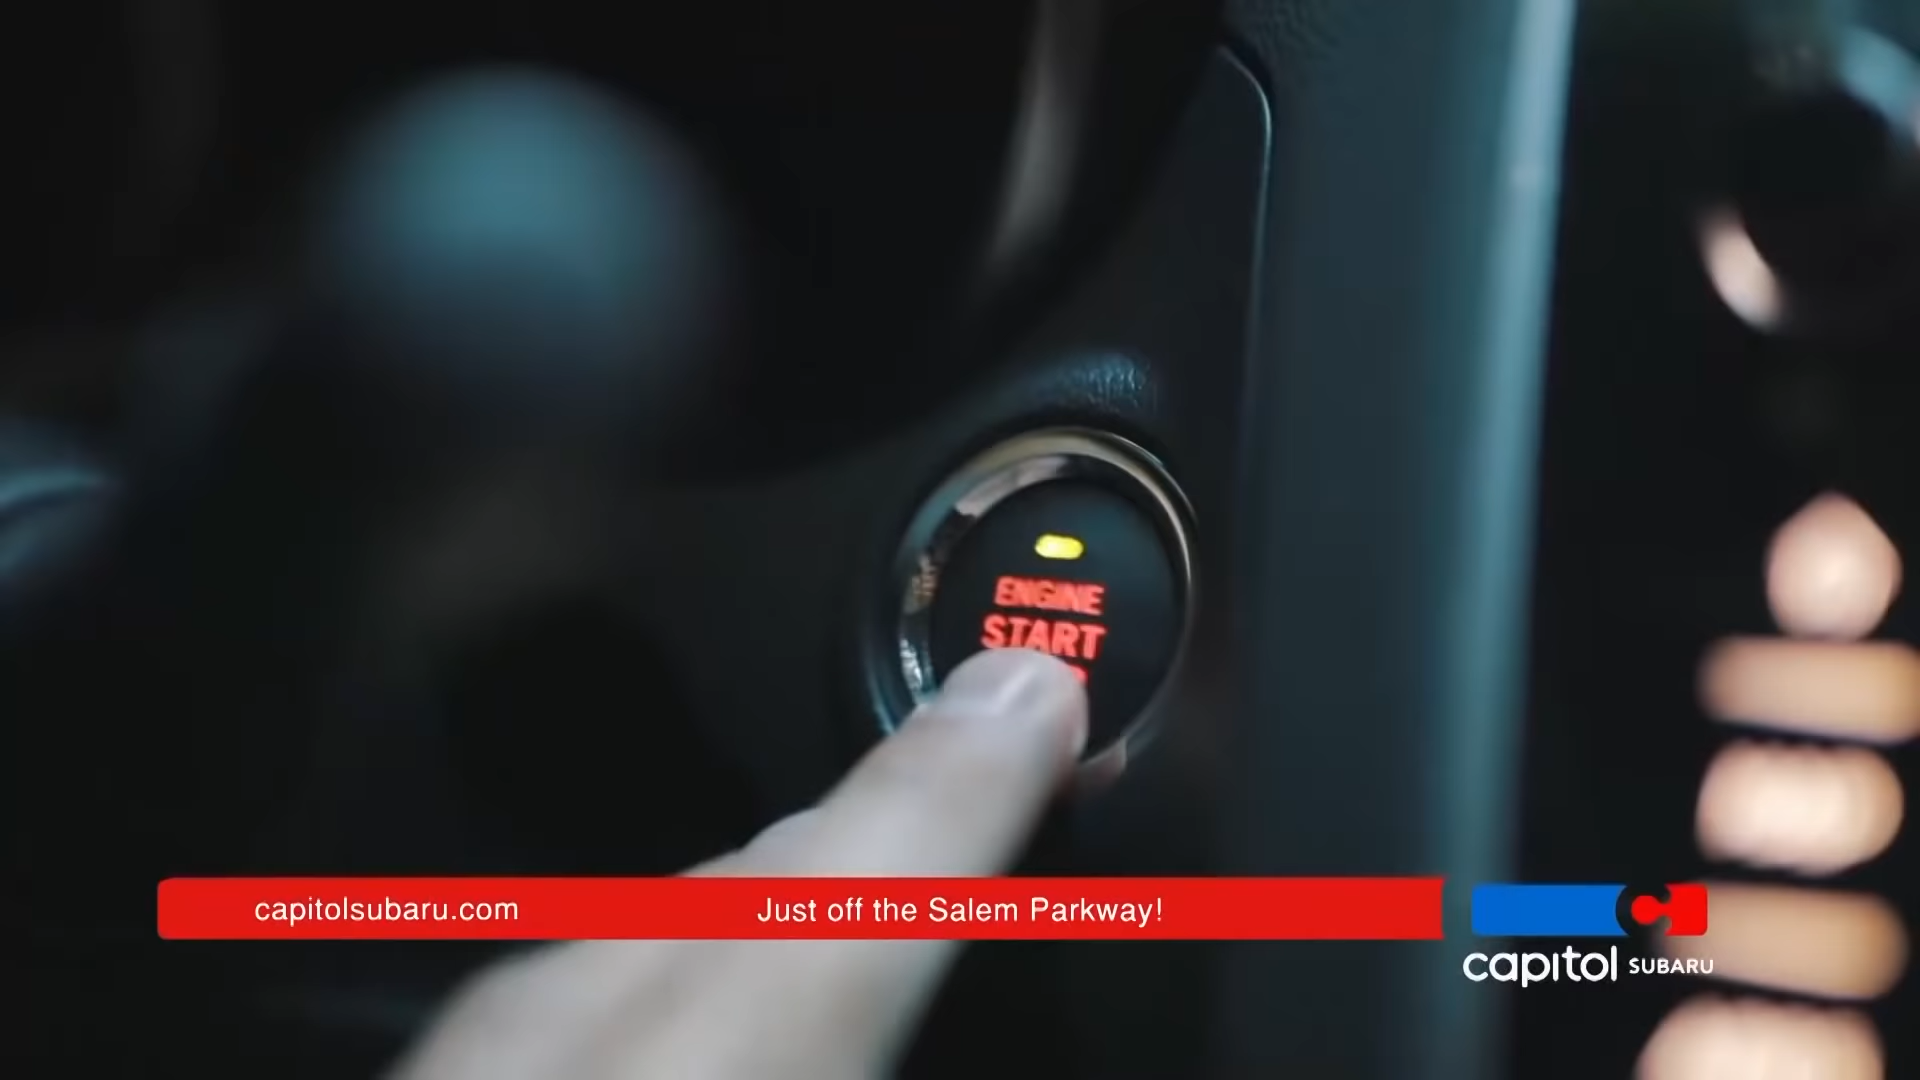 ENGINE
START
capitolsubaru.com
Just off the Salem Parkway!
capitol SUBARU